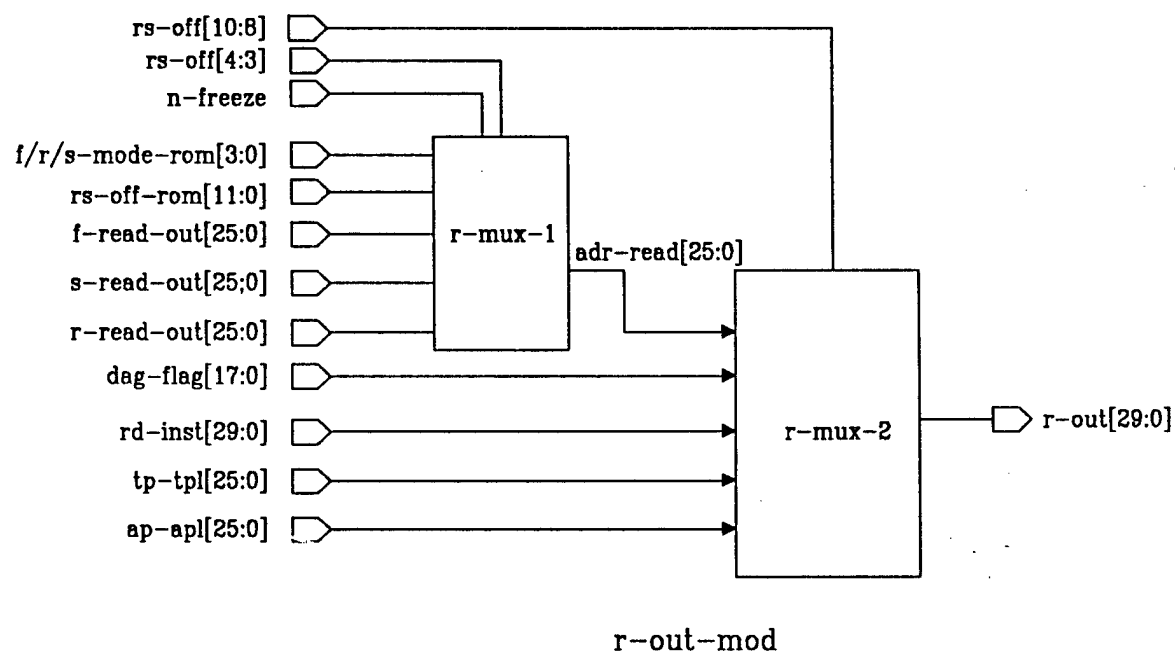 rs-off[10:8]
rs-off[4:3]
n-freeze
f/r/s-mode-rom[3:0]
rs-off-rom[11:0]
f-read-out[25:0]
s-read-out[25;0]
r-read-out[25:0]
dag-flag[17:0]
rd-inst[29:0]
tp-tpl[25:0]
ap-apl[25:0]
r-mux-1
adr-read[25:0]
r-mux-2
r-out[29:0]
r-out-mod